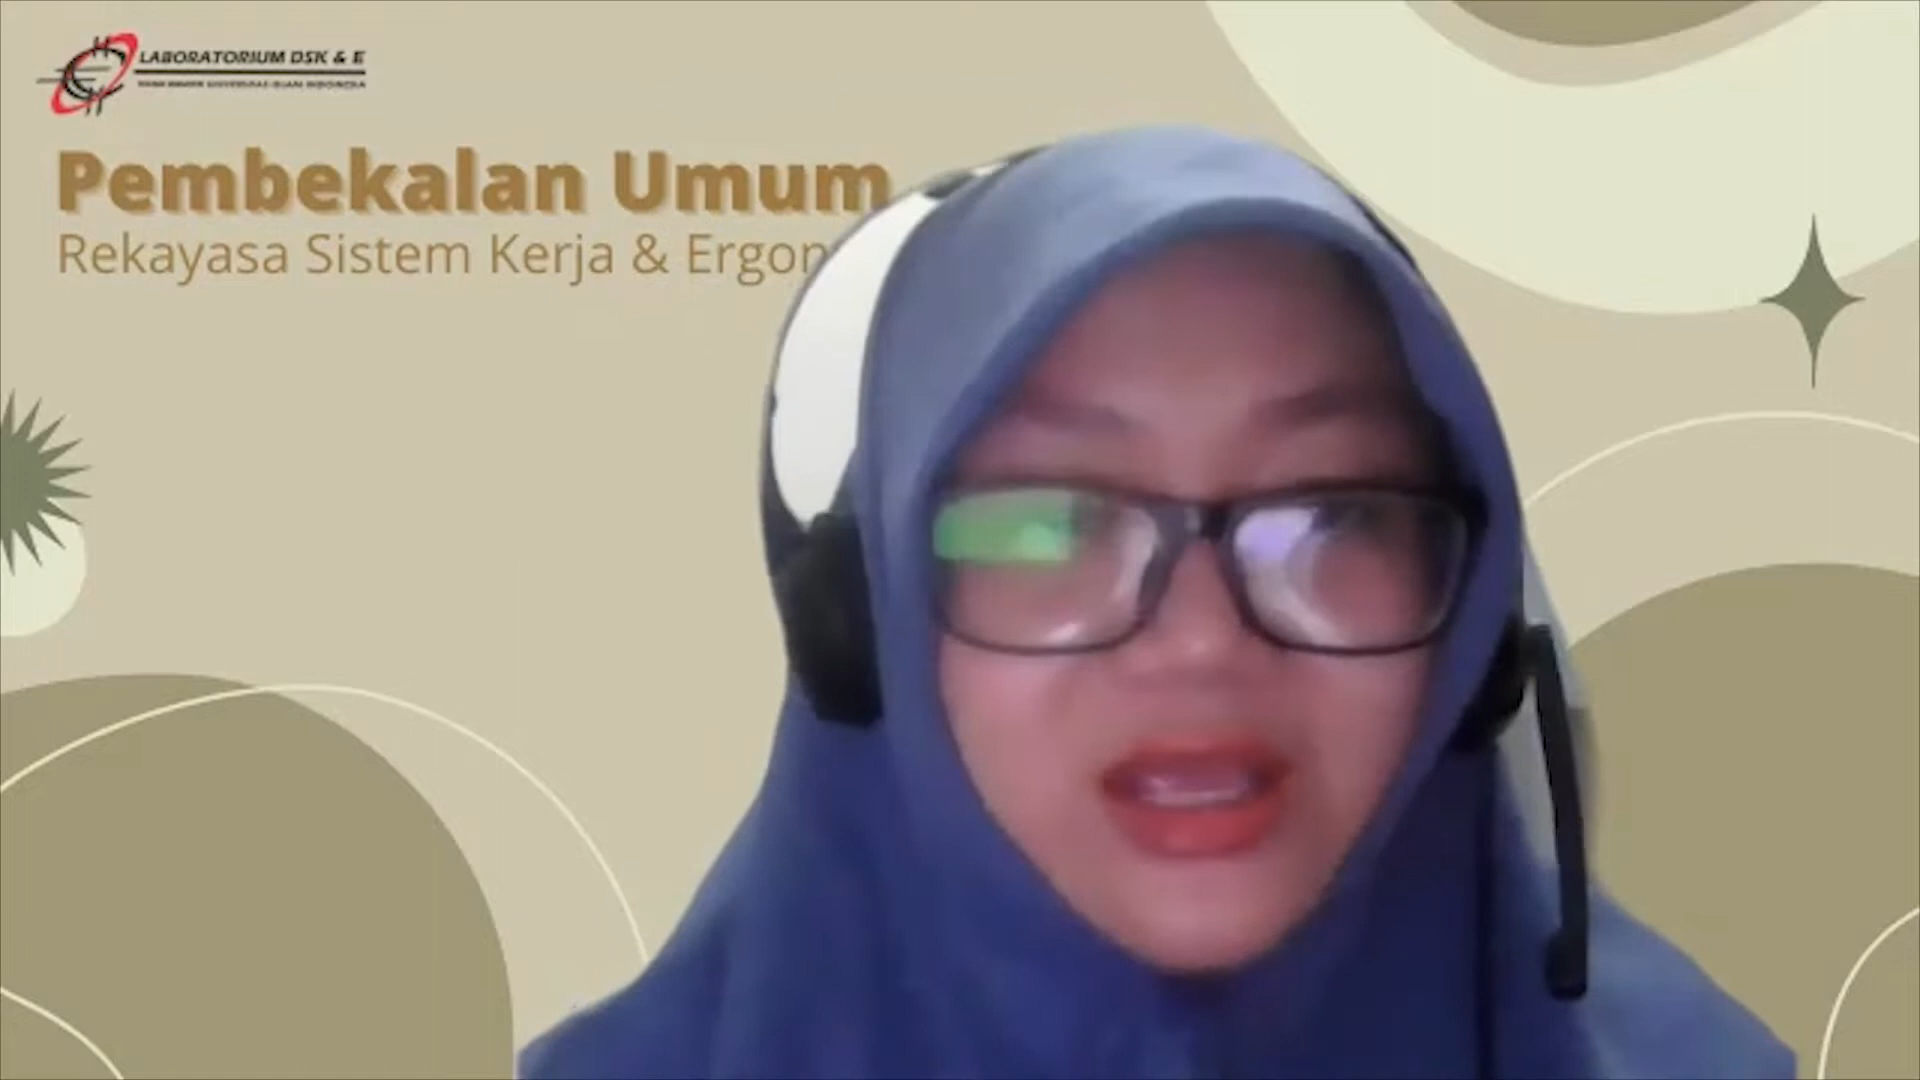 LABORATORIUM DSK & E
Pembekalan Umum
Rekayasa Sistem Kerja & Ergon